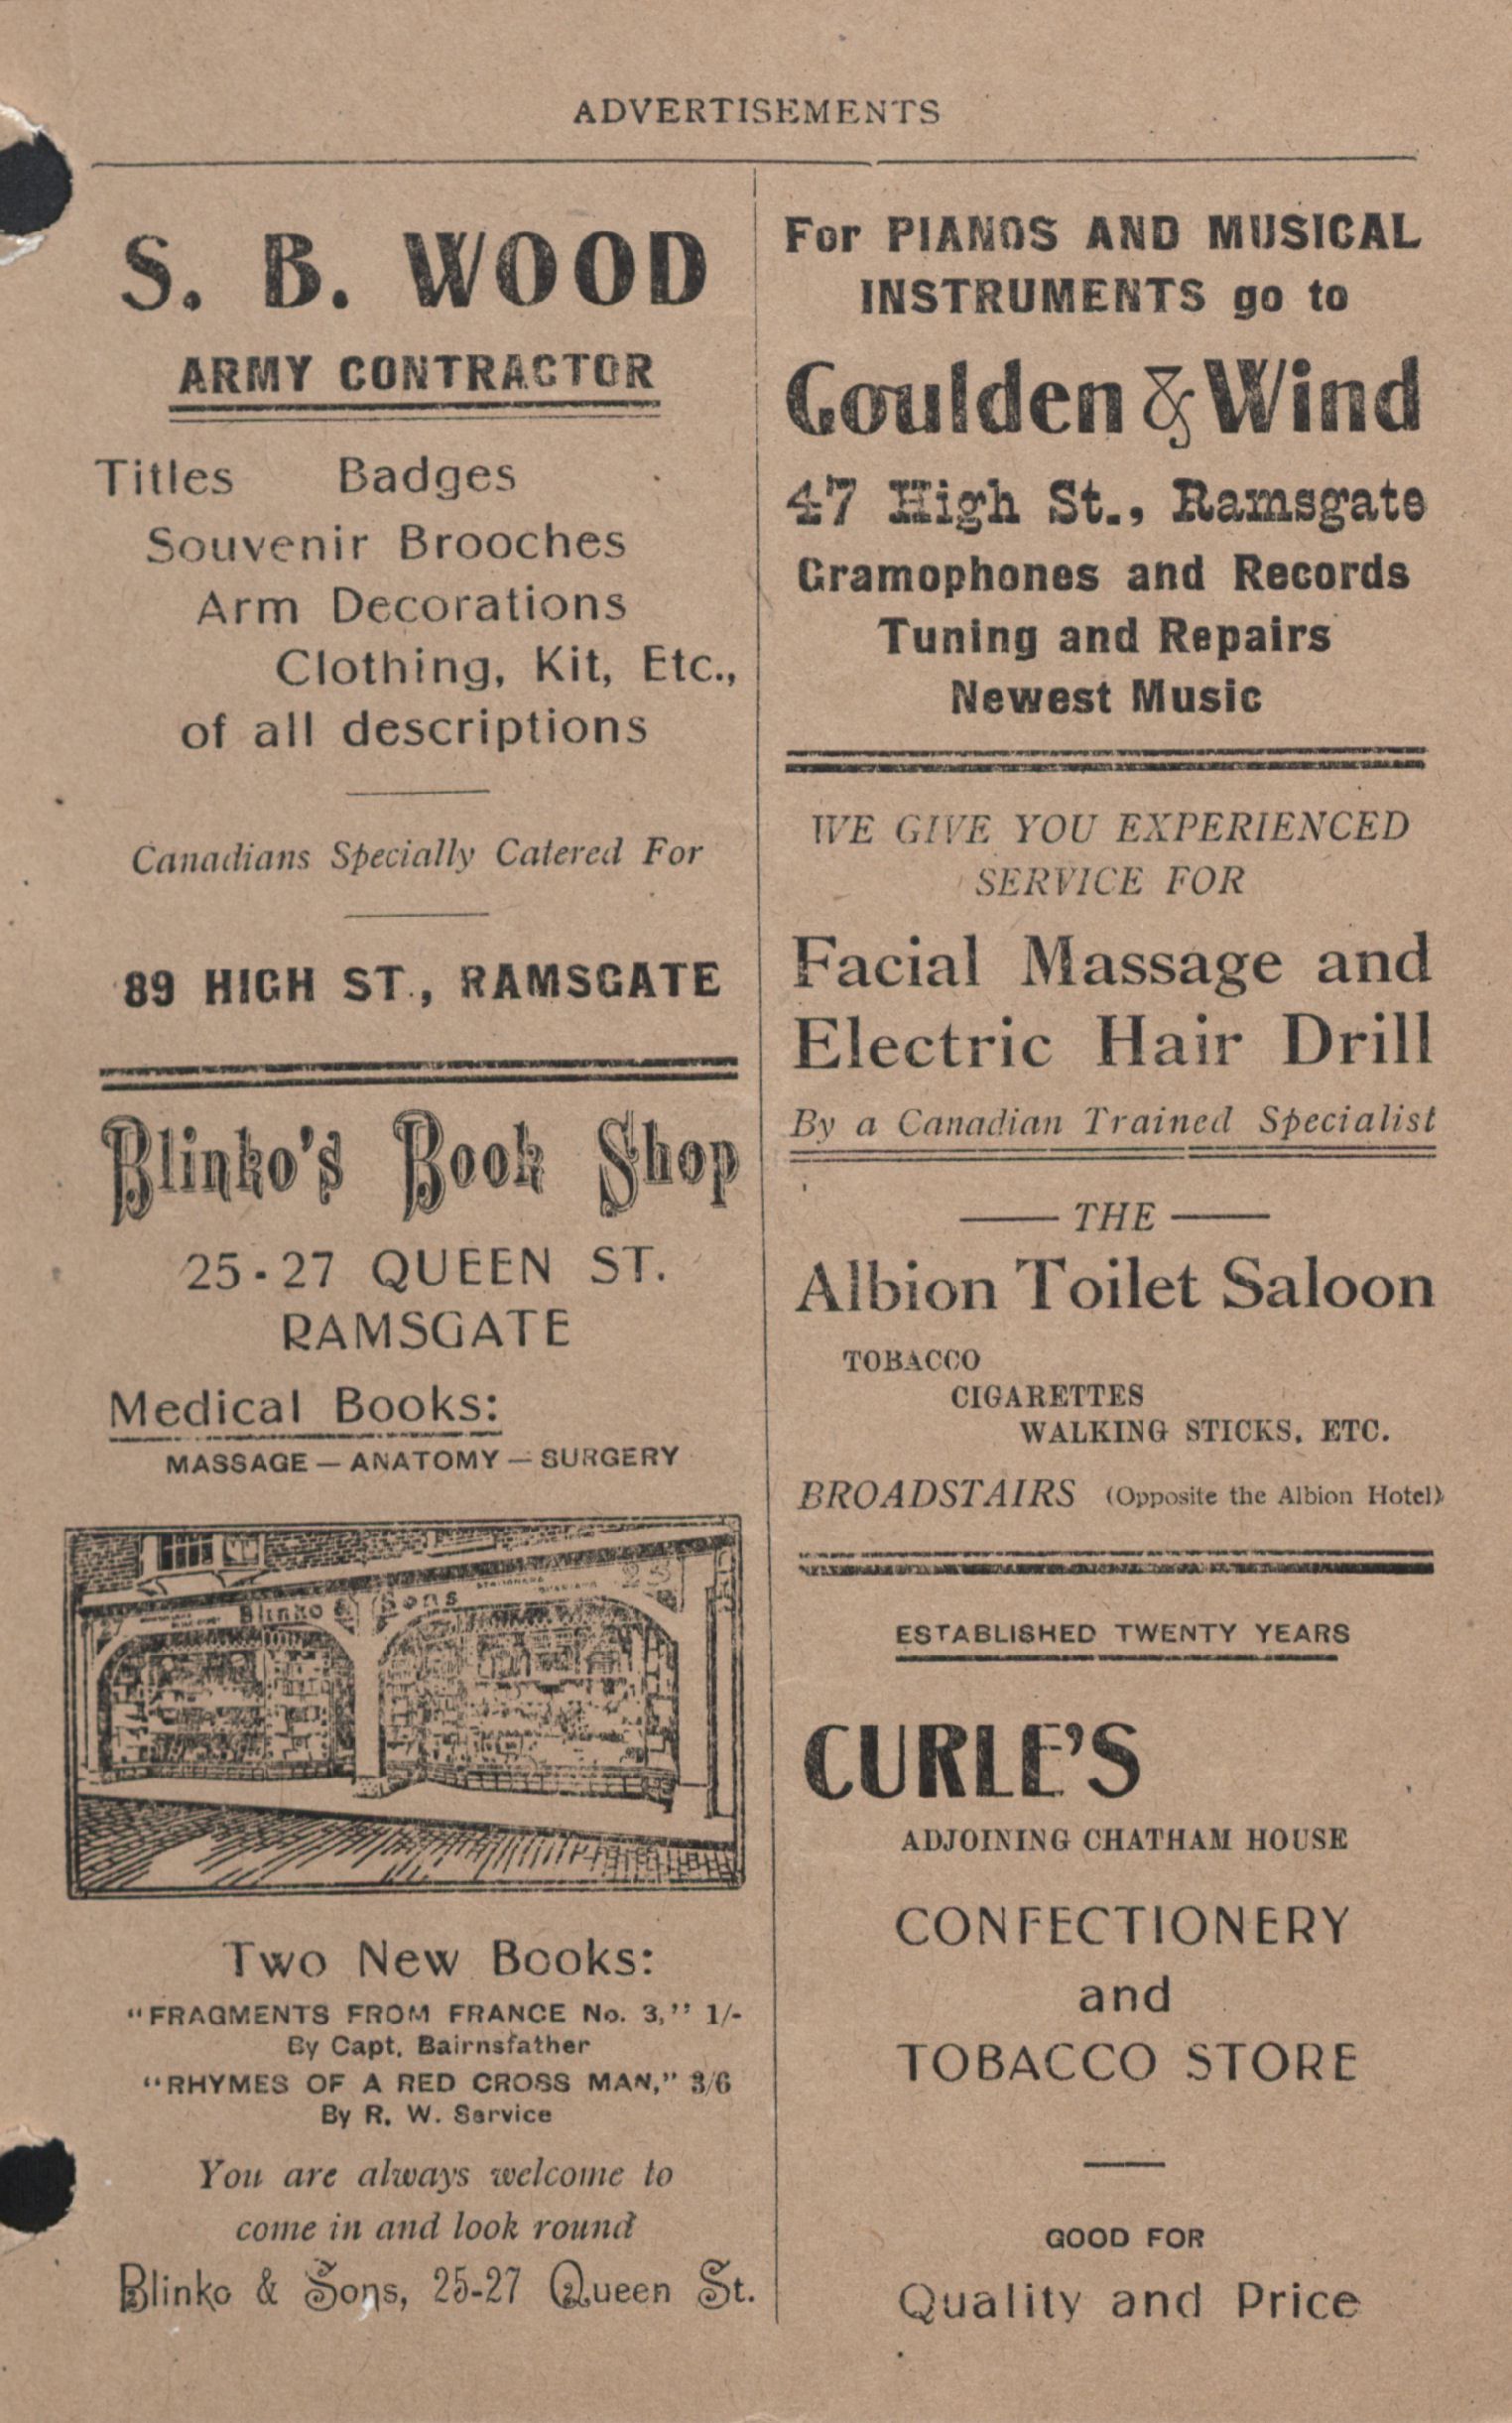 ADVERTISEMENTS
S. B. WOOD
ARMY CONTRACTOR
Titles Badges
Souvenir Brooches
Arm Decorations
Clothing, Kit, Etc.,
of all descriptions
Canadians Specially Catered For
89 HIGH ST., RAMSGATE
Blinko's Book Shop
25-27 QUEEN ST.
RAMSGATE
Medical Books:
MASSAGE — ANATOMY — SURGERY
Blinko & Sons
Two New Books:
"FRAGMENTS FROM FRANCE No. 3," 1/-
By Capt. Bairnsfather
"RHYMES OF A RED CROSS MAN," 3/6
By R. W. Service
You are always welcome to
come in and look round
Blinko & Sons, 25-27 Queen St.
For PIANOS AND MUSICAL
INSTRUMENTS go to
Goulden & Wind
47 High St., Ramsgate
Gramophones and Records
Tuning and Repairs
Newest Music
WE GIVE YOU EXPERIENCED
SERVICE FOR
Facial Massage and
Electric Hair Drill
By a Canadian Trained Specialist
— THE —
Albion Toilet Saloon
TOBACCO
CIGARETTES
WALKING STICKS, ETC.
BROADSTAIRS (Opposite the Albion Hotel)
ESTABLISHED TWENTY YEARS
CURLE'S
ADJOINING CHATHAM HOUSE
CONFECTIONERY
and
TOBACCO STORE
GOOD FOR
Quality and Price